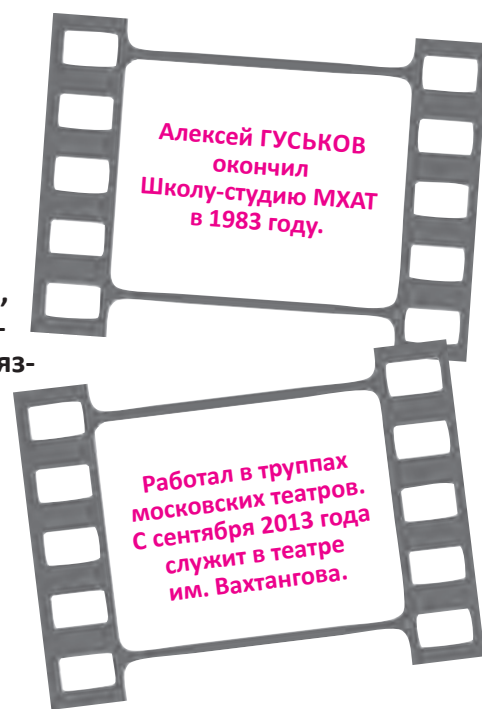 Алексей ГУСЬКОВ
окончил
Школу-студию МХАТ
в 1983 году.
,
-
яз-
Работал в труппах
московских театров.
С сентября 2013 года
служит в театре
им. Вахтангова.